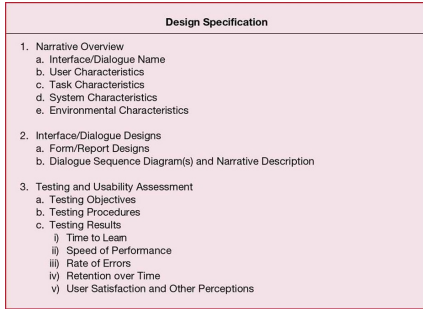 Design Specification
1. Narrative Overview
a. Interface/Dialogue Name
b. User Characteristics
c. Task Characteristics
d. System Characteristics
e. Environmental Characteristics
2. Interface/Dialogue Designs
a. Form/Report Designs
b. Dialogue Sequence Diagram(s) and Narrative Description
3. Testing and Usability Assessment
a. Testing Objectives
b. Testing Procedures
c. Testing Results
i) Time to Learn
ii) Speed of Performance
iii) Rate of Errors
iv) Retention over Time
v) User Satisfaction and Other Perceptions